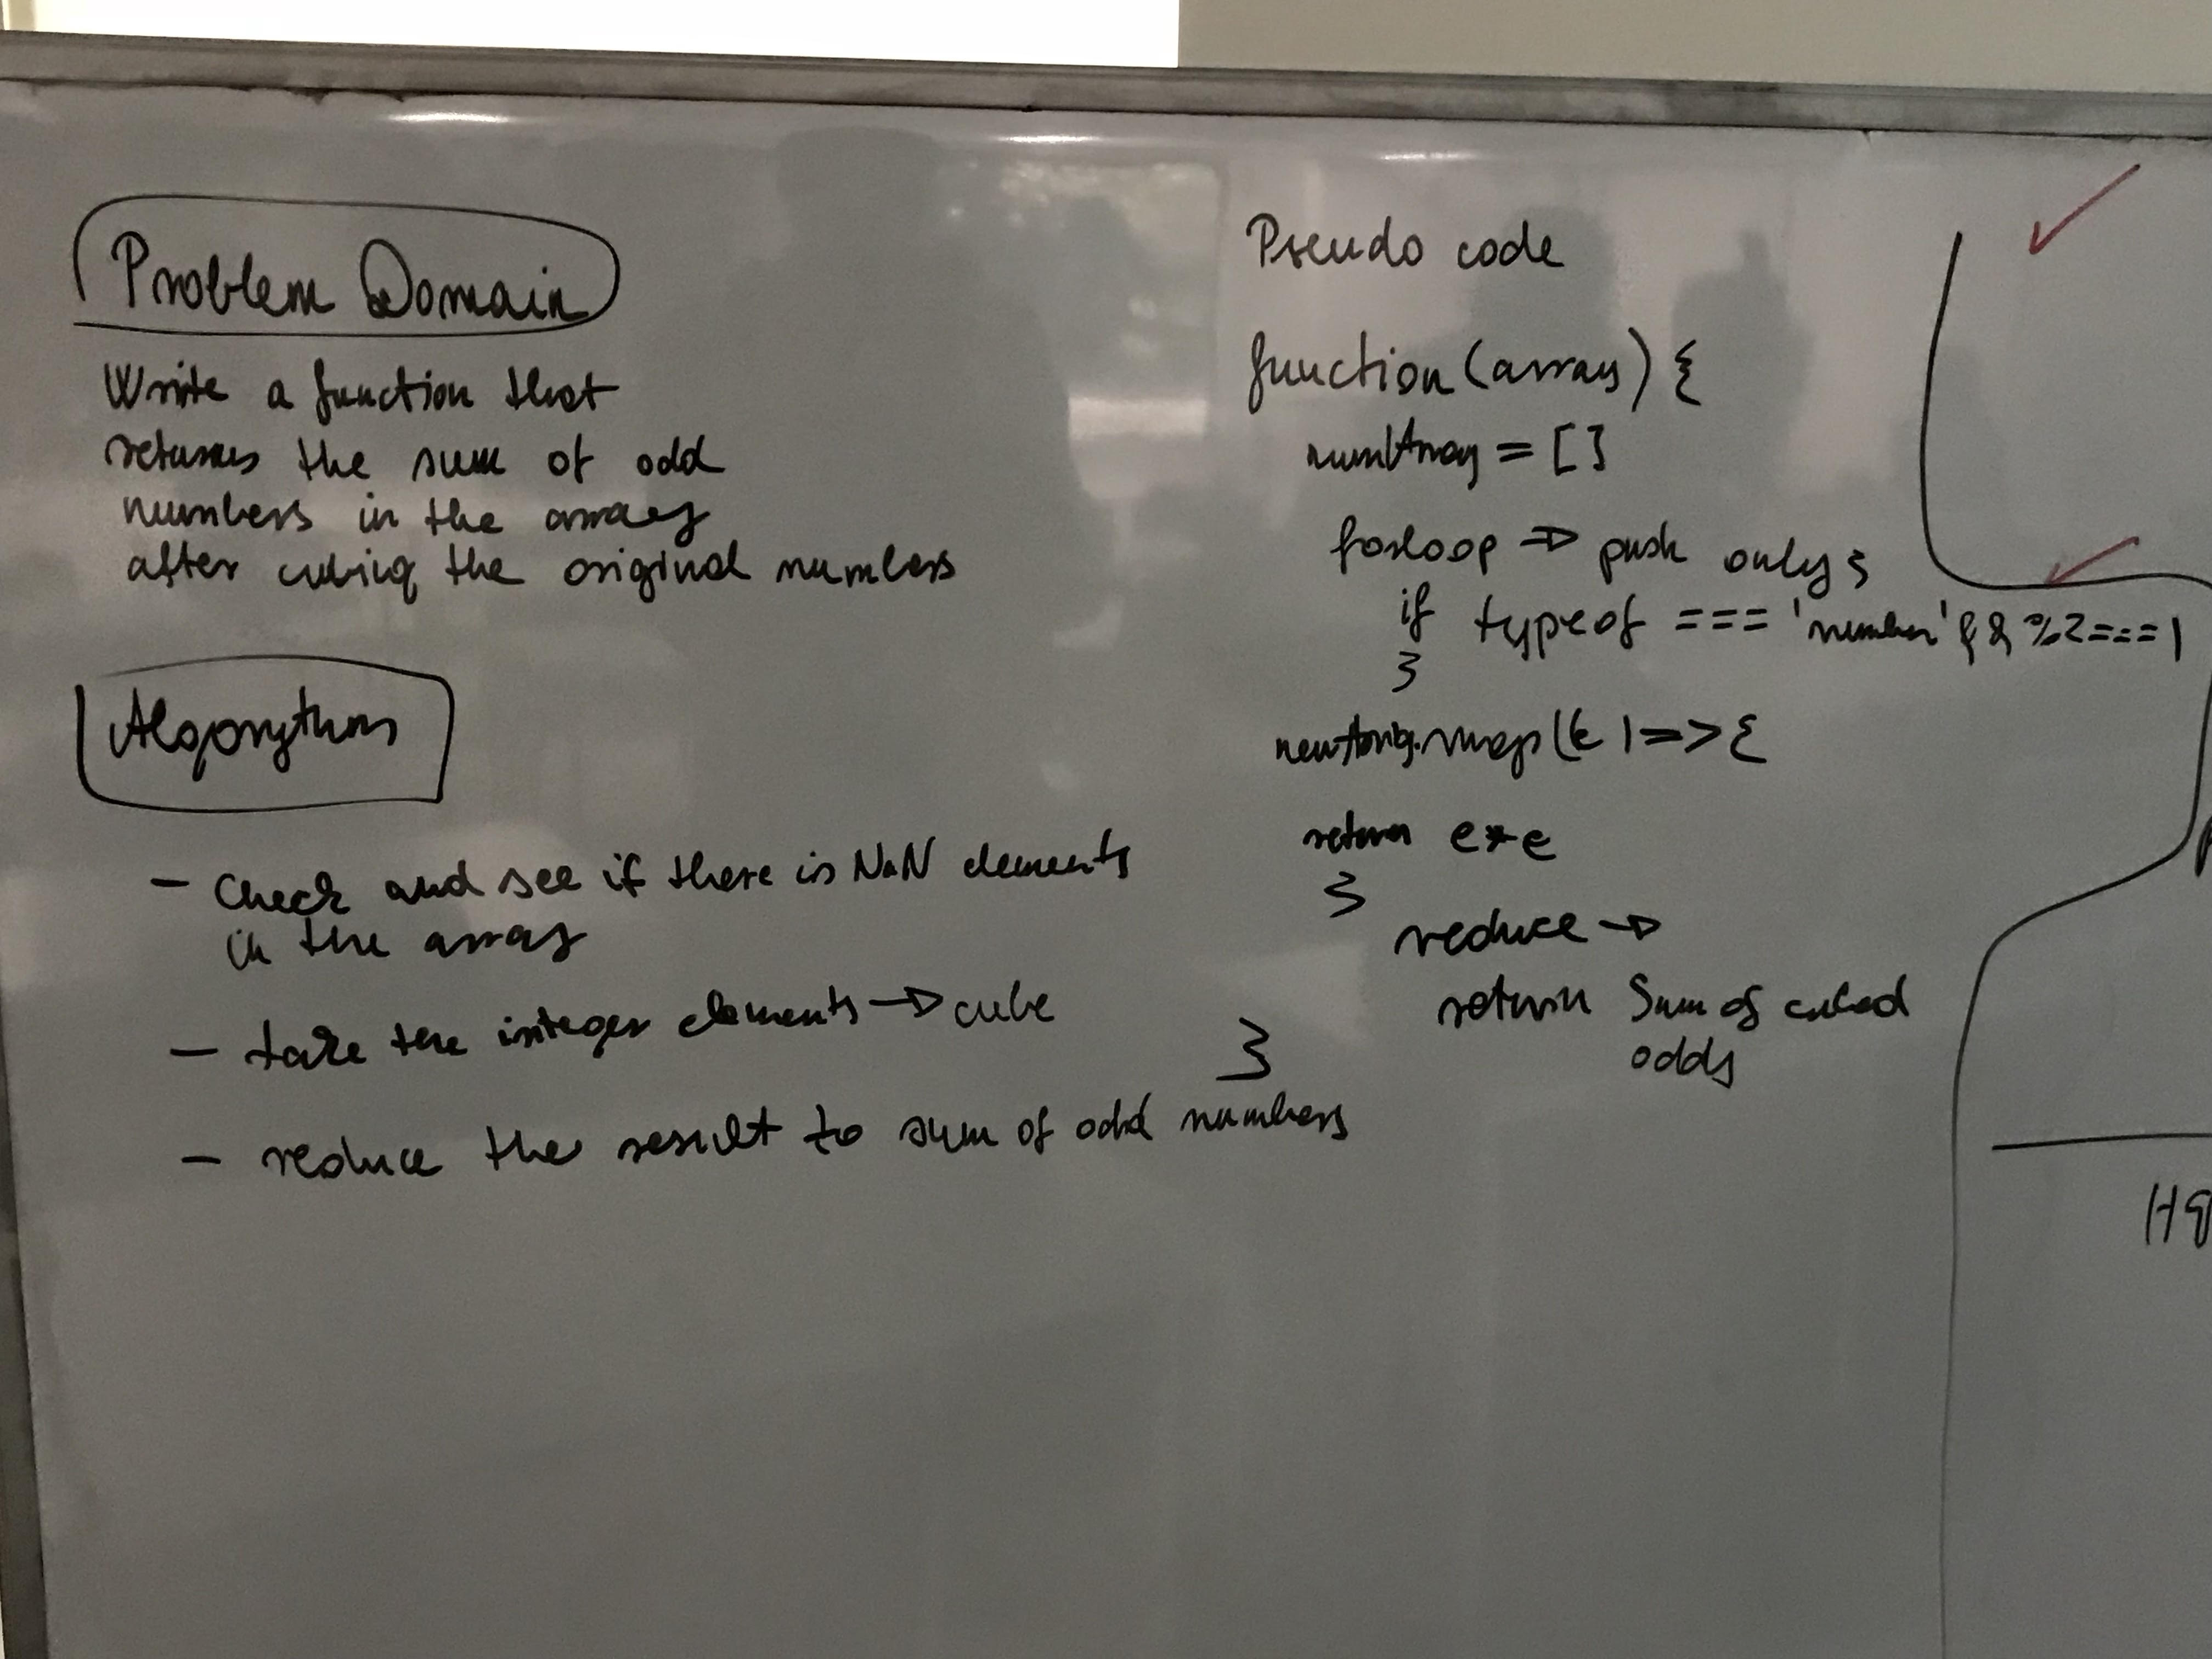 Problem Domain
Write a function that
returns the sum of odd
numbers in the array
after cubing the original numbers
Algorythm
- Check and see if there is NaN elements
in the array
- take the integer elements → cube
- reduce the result to sum of odd numbers
Pseudo code
function (array) {
numArray = []
forloop → push only {
if typeof === 'number' && %2===1
}
.map((e) => {
return e*e
}
reduce →
return Sum of cubed
odds
}